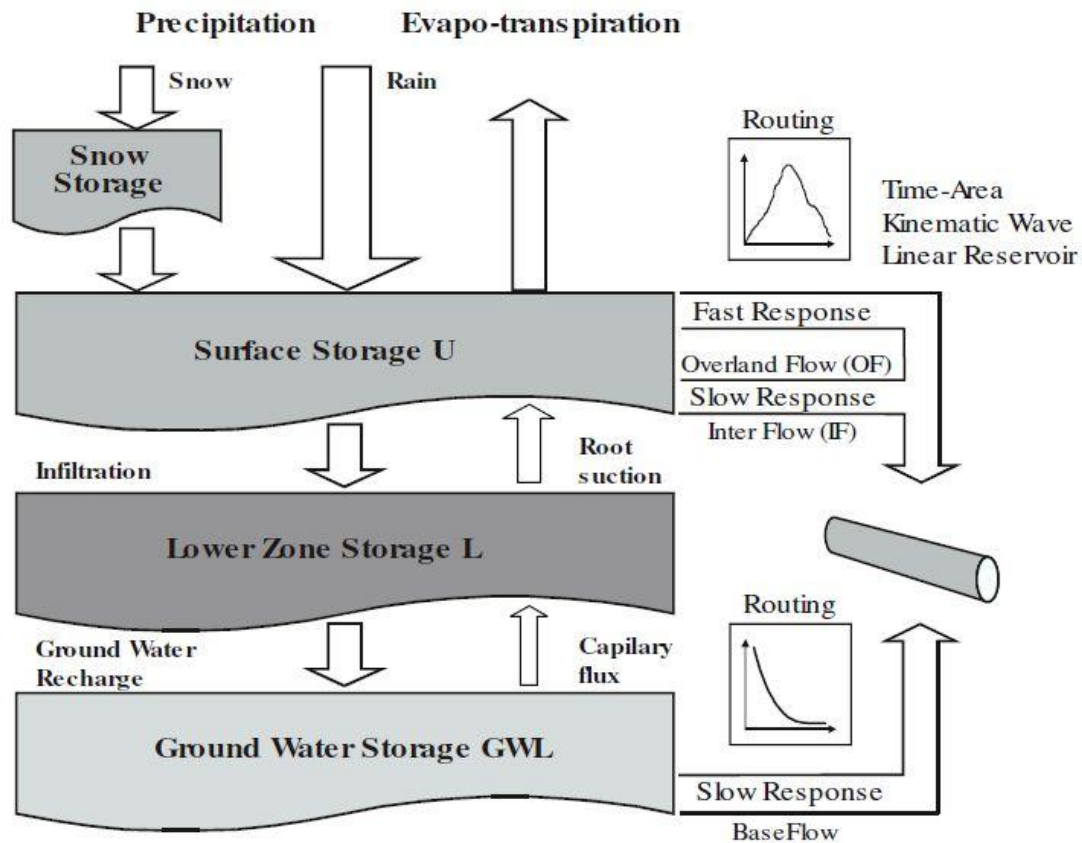 Precipitation
Evapo-transpiration
Snow
Rain
Snow
Storage
Routing
Time-Area
Kinematic Wave
Linear Reservoir
Surface Storage U
Fast Response
Overland Flow (OF)
Slow Response
Inter Flow (IF)
Infiltration
Root
suction
Lower Zone Storage L
Routing
Ground Water
Recharge
Capilary
flux
Ground Water Storage GWL
Slow Response
BaseFlow